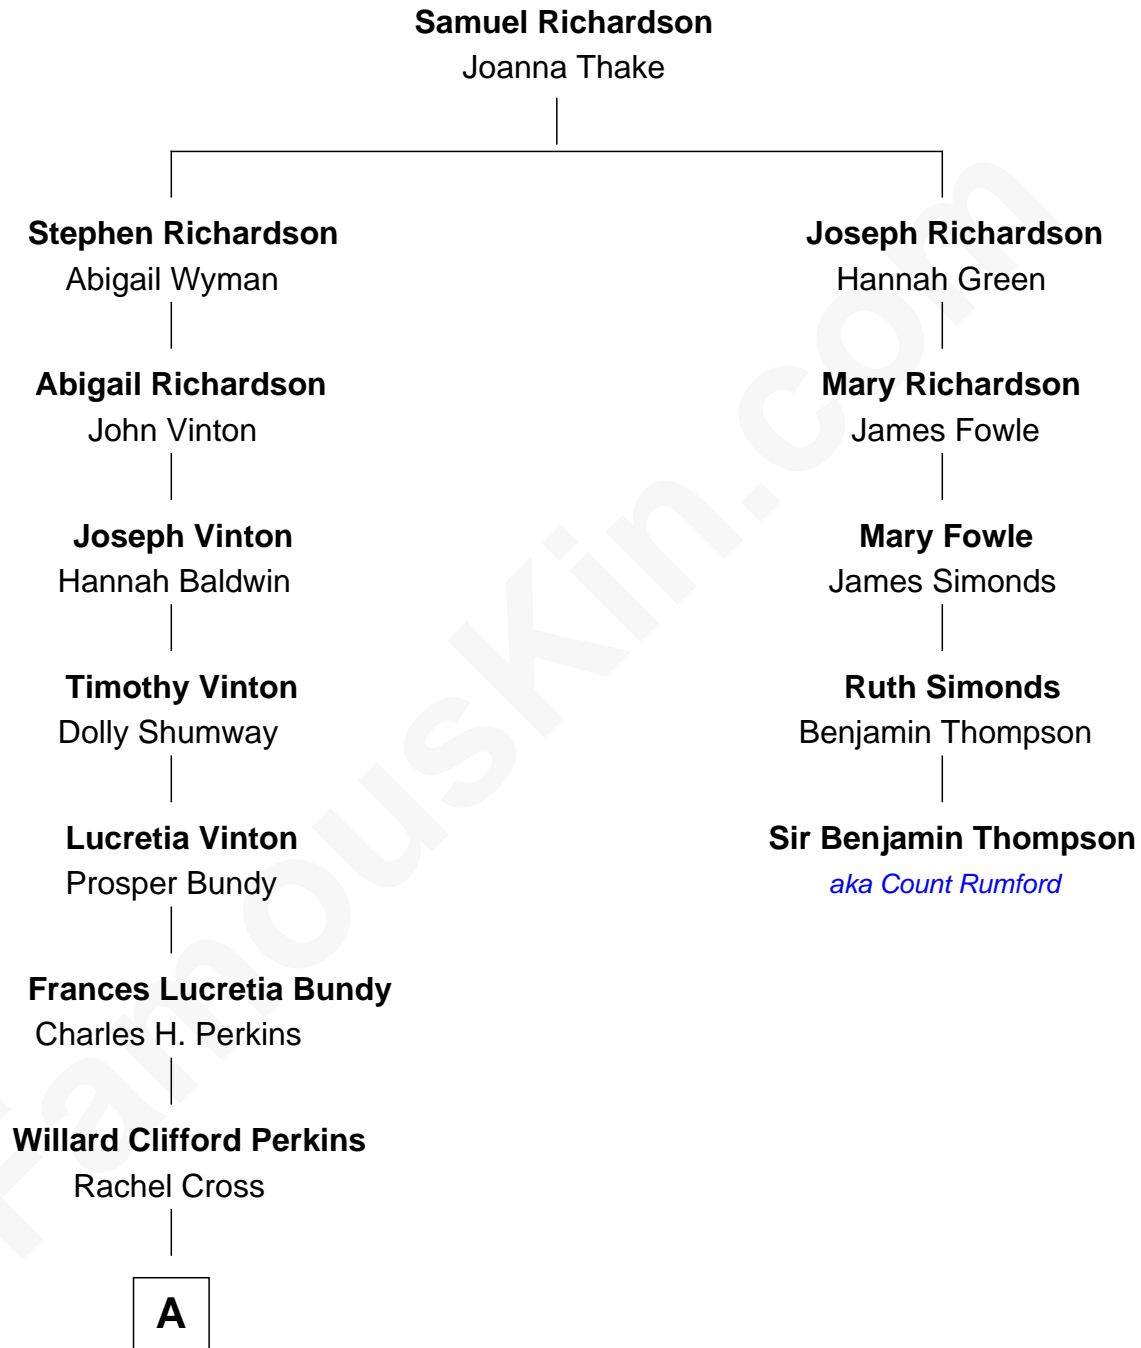 Samuel Richardson
Joanna Thake
Stephen Richardson
Abigail Wyman
Joseph Richardson
Hannah Green
Abigail Richardson
John Vinton
Mary Richardson
James Fowle
Joseph Vinton
Hannah Baldwin
Mary Fowle
James Simonds
Timothy Vinton
Dolly Shumway
Ruth Simonds
Benjamin Thompson
Lucretia Vinton
Prosper Bundy
Sir Benjamin Thompson
aka Count Rumford
Frances Lucretia Bundy
Charles H. Perkins
Willard Clifford Perkins
Rachel Cross
A
FamousKin.com